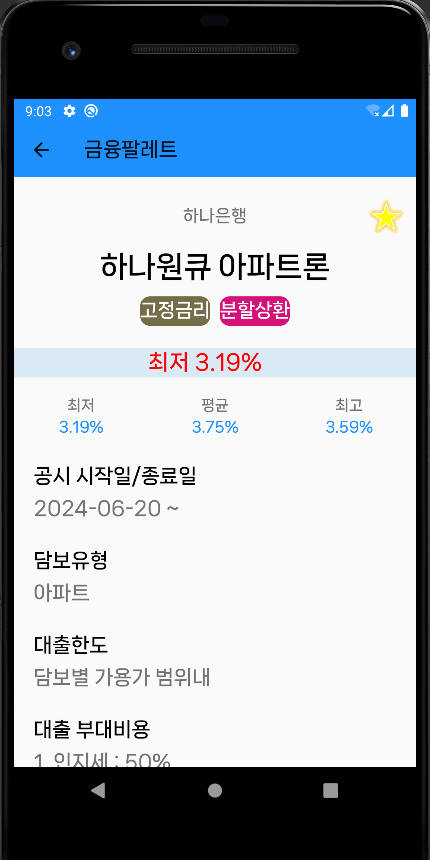 9:03
금융팔레트
하나은행
하나원큐 아파트론
고정금리 분할상환
최저 3.19%
최저 평균 최고
3.19% 3.75% 3.59%
공시 시작일/종료일
2024-06-20 ~
담보유형
아파트
대출한도
담보별 가용가 범위내
대출 부대비용
1. 인지세 : 50%